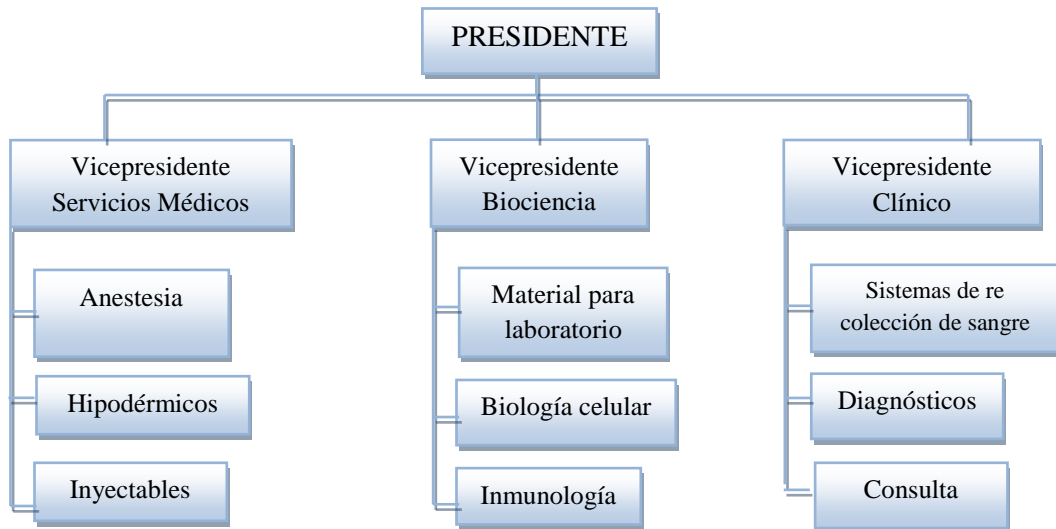 PRESIDENTE
Vicepresidente
Servicios Médicos
Vicepresidente
Biociencia
Vicepresidente
Clínico
Anestesia
Hipodérmicos
Inyectables
Material para
laboratorio
Biología celular
Inmunología
Sistemas de re
colección de sangre
Diagnósticos
Consulta